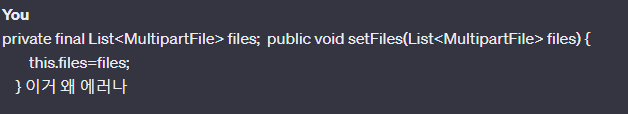 You
private final List<MultipartFile> files;  public void setFiles(List<MultipartFile> files) {
this.files=files;
} 이거 왜 에러나